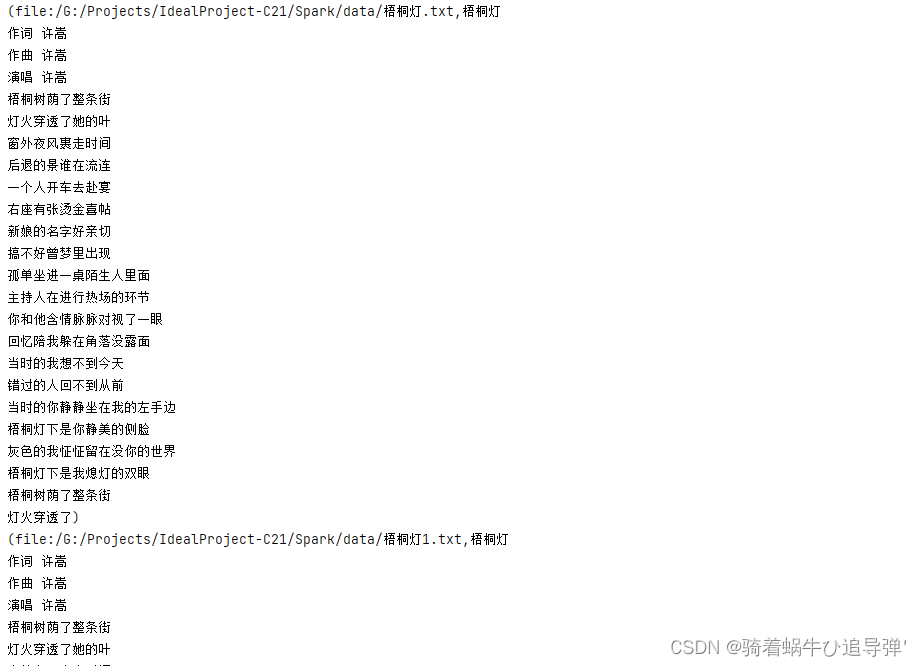 (file:/G:/Projects/IdealProject-C21/Spark/data/梧桐灯.txt,梧桐灯
作词 许嵩
作曲 许嵩
演唱 许嵩
梧桐树荫了整条街
灯火穿透了她的叶
窗外夜风裹走时间
后退的景谁在流连
一个人开车去赴宴
右座有张烫金喜帖
新娘的名字好亲切
搞不好曾梦里出现
孤单坐进一桌陌生人里面
主持人在进行热场的环节
你和他含情脉脉对视了一眼
回忆陪我躲在角落没露面
当时的我想不到今天
错过的人回不到从前
当时的你静静坐在我的左手边
梧桐灯下是你静美的侧脸
灰色的我怔怔留在没你的世界
梧桐灯下是我熄灯的双眼
梧桐树荫了整条街
灯火穿透了)
(file:/G:/Projects/IdealProject-C21/Spark/data/梧桐灯1.txt,梧桐灯
作词 许嵩
作曲 许嵩
演唱 许嵩
梧桐树荫了整条街
灯火穿透了她的叶
CSDN @骑着蜗牛ひ追导弹'